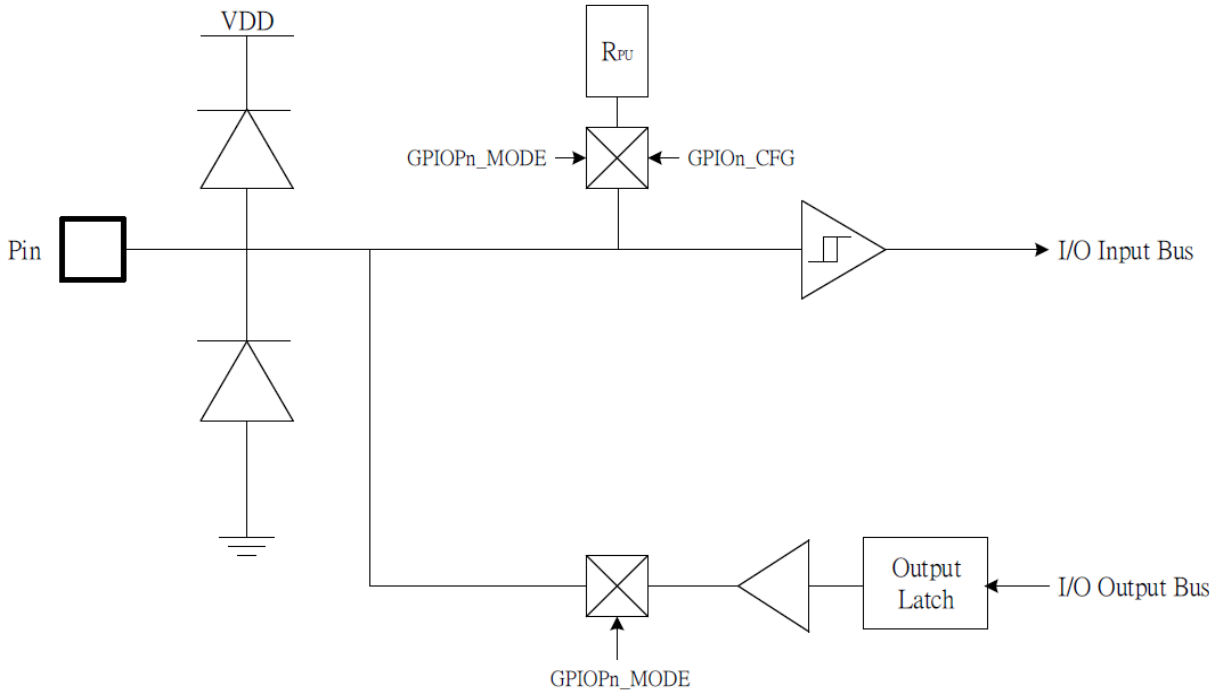 VDD
RPU
GPIOPn_MODE
GPIOn_CFG
Pin
I/O Input Bus
Output
Latch
I/O Output Bus
GPIOPn_MODE